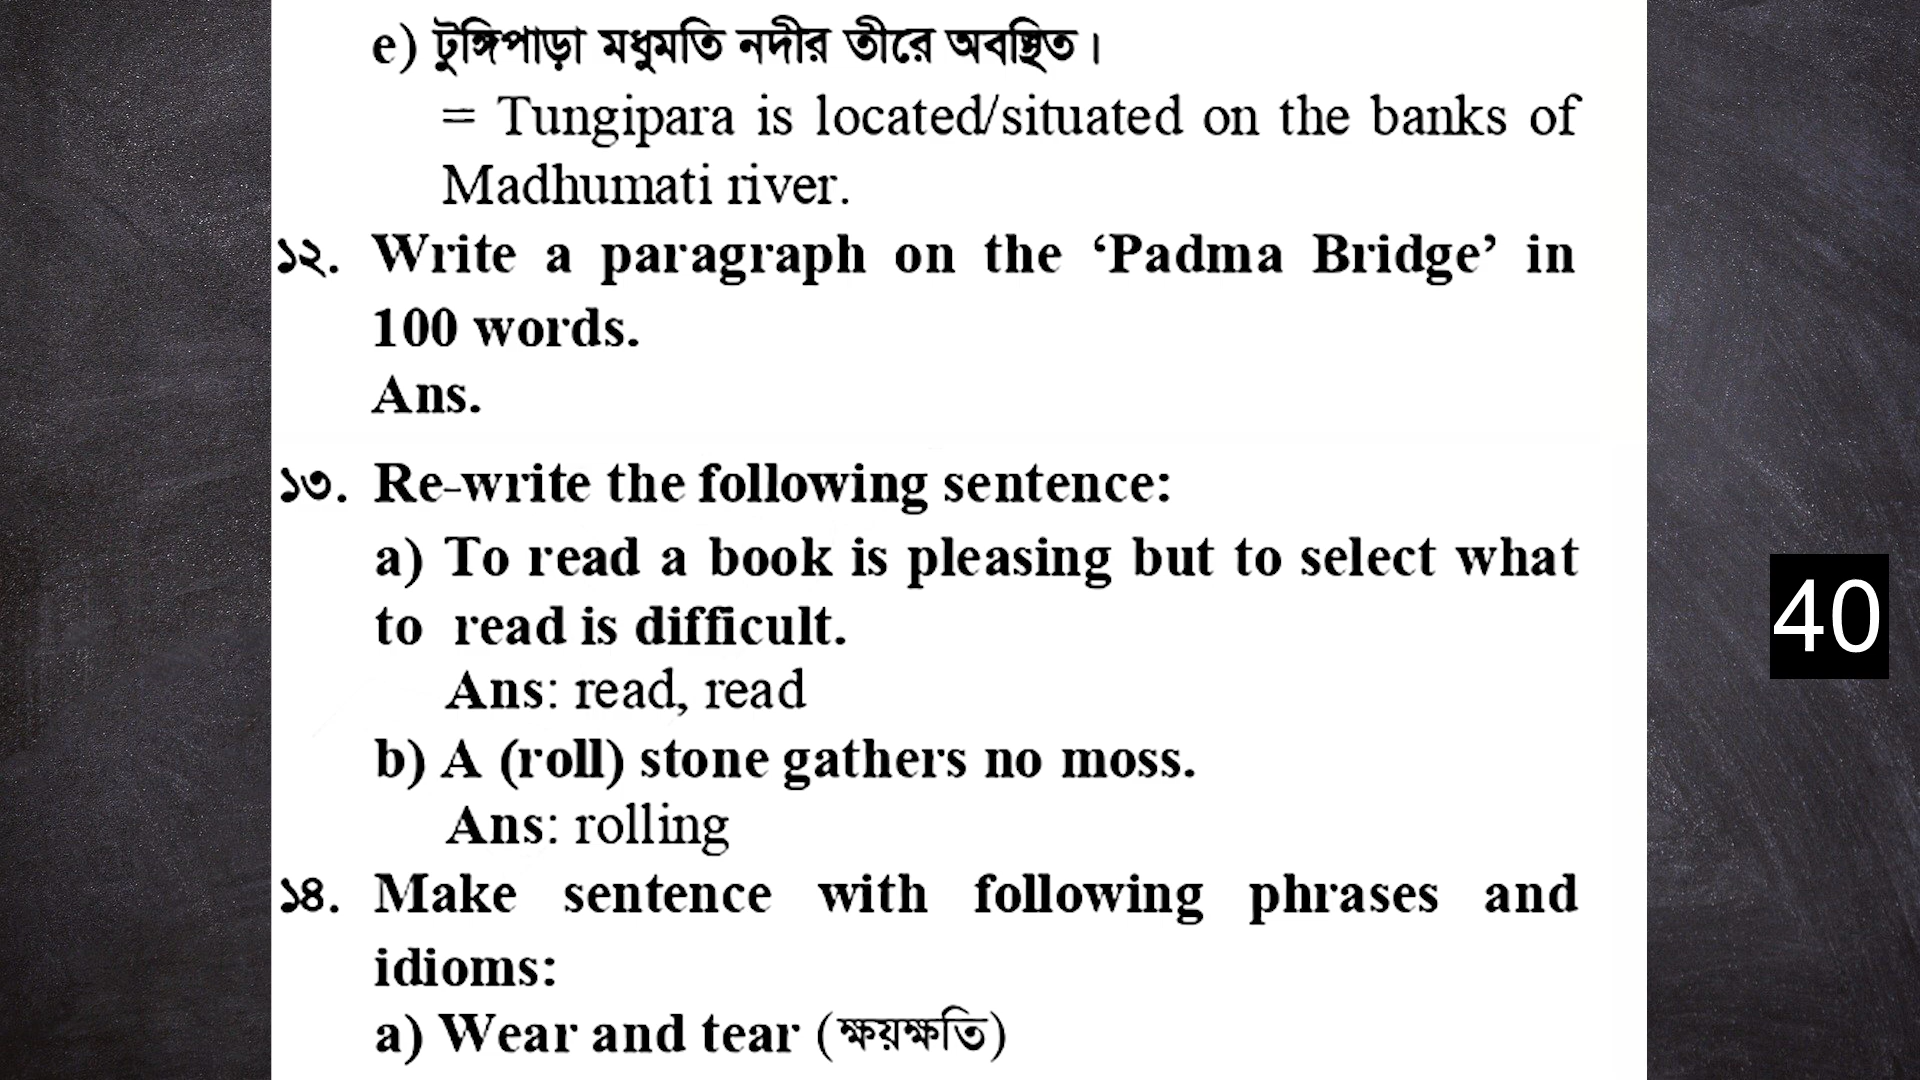 e) টুঙ্গিপাড়া মধুমতি নদীর তীরে অবস্থিত।
= Tungipara is located/situated on the banks of
Madhumati river.
১২. Write a paragraph on the ‘Padma Bridge’ in
100 words.
Ans.
১৩. Re-write the following sentence:
a) To read a book is pleasing but to select what
to read is difficult.
Ans: read, read
40
b) A (roll) stone gathers no moss.
Ans: rolling
১৪. Make sentence with following phrases and
idioms:
a) Wear and tear (ক্ষয়ক্ষতি)